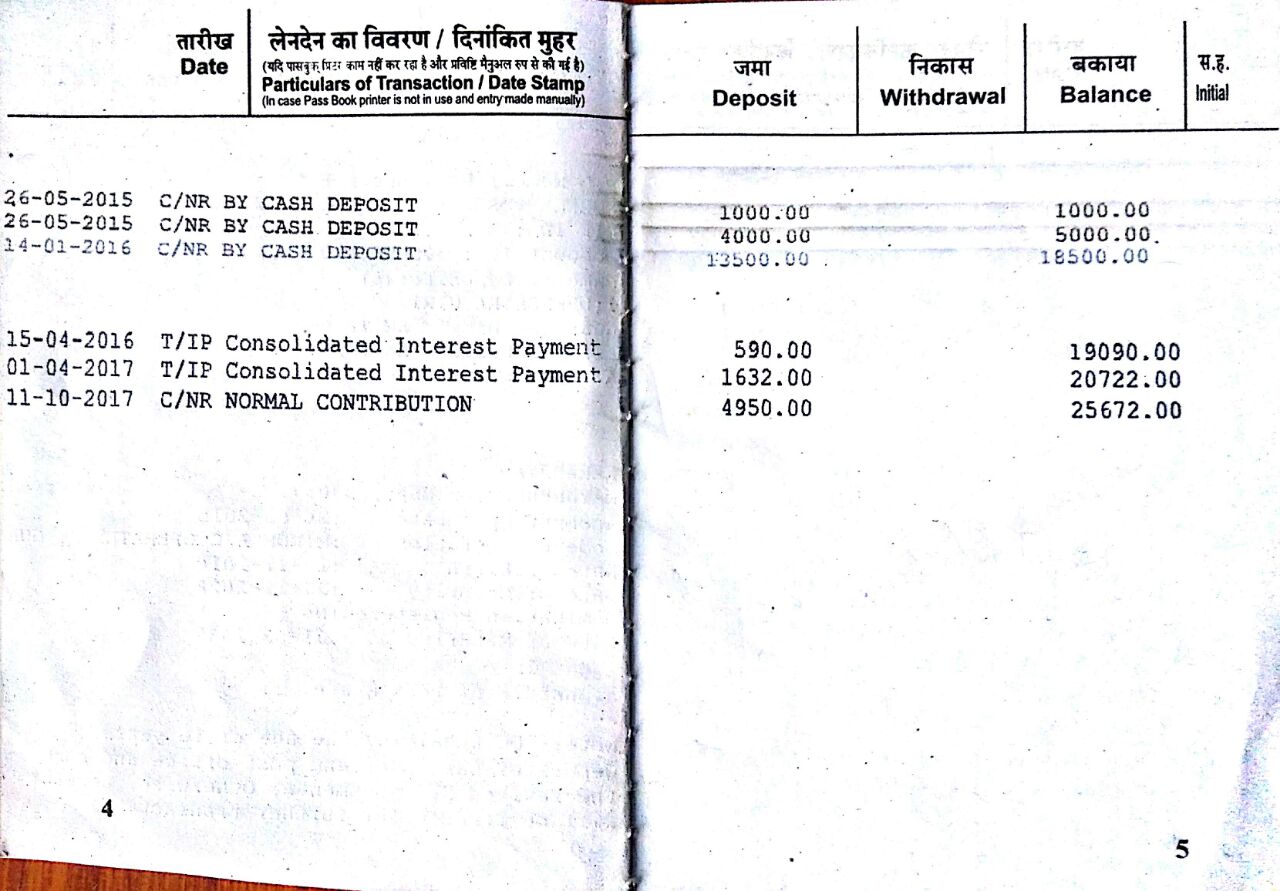 तारीख
Date
लेनदेन का विवरण / दिनांकित मुहर
(यदि पासबुक प्रिंटर काम नहीं कर रहा है और प्रविष्टि मैनुअल रुप से की गई है)
Particulars of Transaction / Date Stamp
(In case Pass Book printer is not in use and entry made manually)
जमा
Deposit
निकास
Withdrawal
बकाया
Balance
स.ह.
Initial
26-05-2015 C/NR BY CASH DEPOSIT 1000.00 1000.00
26-05-2015 C/NR BY CASH DEPOSIT 4000.00 5000.00
14-01-2016 C/NR BY CASH DEPOSIT 13500.00 18500.00
15-04-2016 T/IP Consolidated Interest Payment 590.00 19090.00
01-04-2017 T/IP Consolidated Interest Payment 1632.00 20722.00
11-10-2017 C/NR NORMAL CONTRIBUTION 4950.00 25672.00
4
5